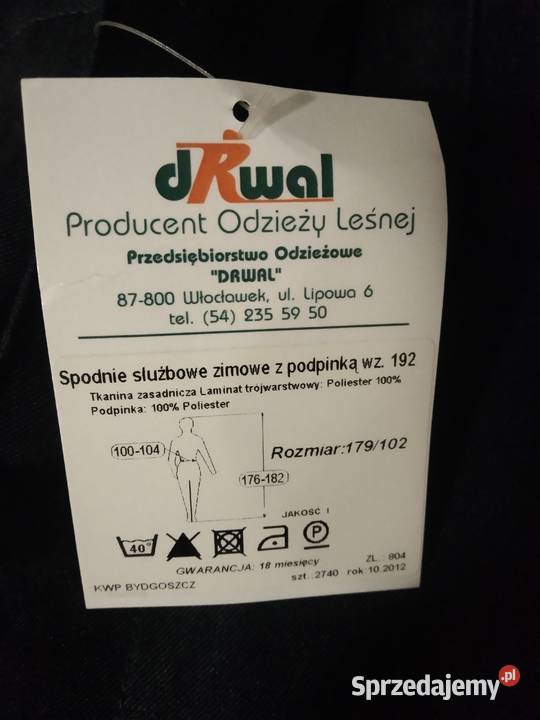 dRwal
Producent Odzieży Leśnej
Przedsiębiorstwo Odzieżowe
"DRWAL"
87-800 Włocławek, ul. Lipowa 6
tel. (54) 235 59 50
Spodnie służbowe zimowe z podpinką wz. 192
Tkanina zasadnicza Laminat trójwarstwowy: Poliester 100%
Podpinka: 100% Poliester
100-104
Rozmiar:179/102
176-182
JAKOŚĆ I
40°
P
GWARANCJA: 18 miesięcy
ZL.: 804
KWP BYDGOSZCZ
szt.:2740 rok:10.2012
Sprzedajemy.pl